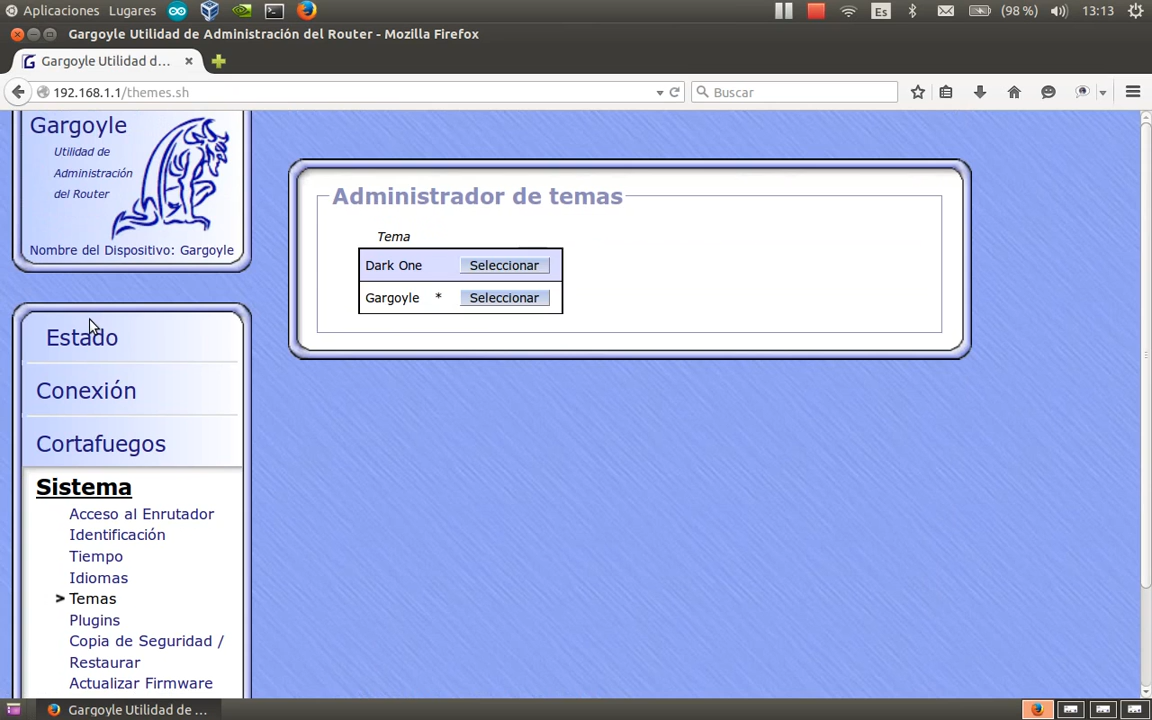 Aplicaciones Lugares Es (98 %) 13:13
Gargoyle Utilidad de Administración del Router - Mozilla Firefox
Gargoyle Utilidad d...
192.168.1.1/themes.sh Buscar
Gargoyle
Utilidad de
Administración
del Router
Nombre del Dispositivo: Gargoyle
Estado
Conexión
Cortafuegos
Sistema
Acceso al Enrutador
Identificación
Tiempo
Idiomas
> Temas
Plugins
Copia de Seguridad /
Restaurar
Actualizar Firmware
Administrador de temas
Tema
Dark One Seleccionar
Gargoyle * Seleccionar
Gargoyle Utilidad de ...